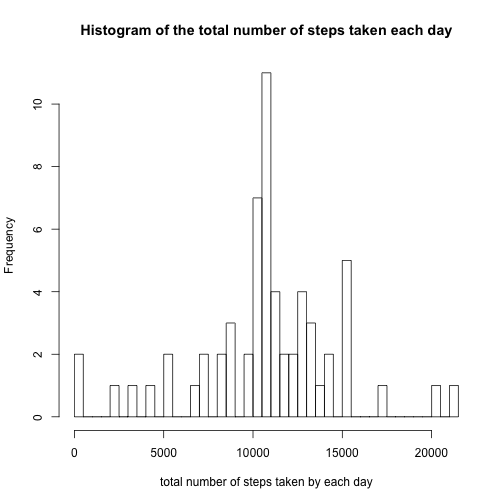 Histogram of the total number of steps taken each day
Frequency
10
8
6
4
2
0
0 5000 10000 15000 20000
total number of steps taken by each day